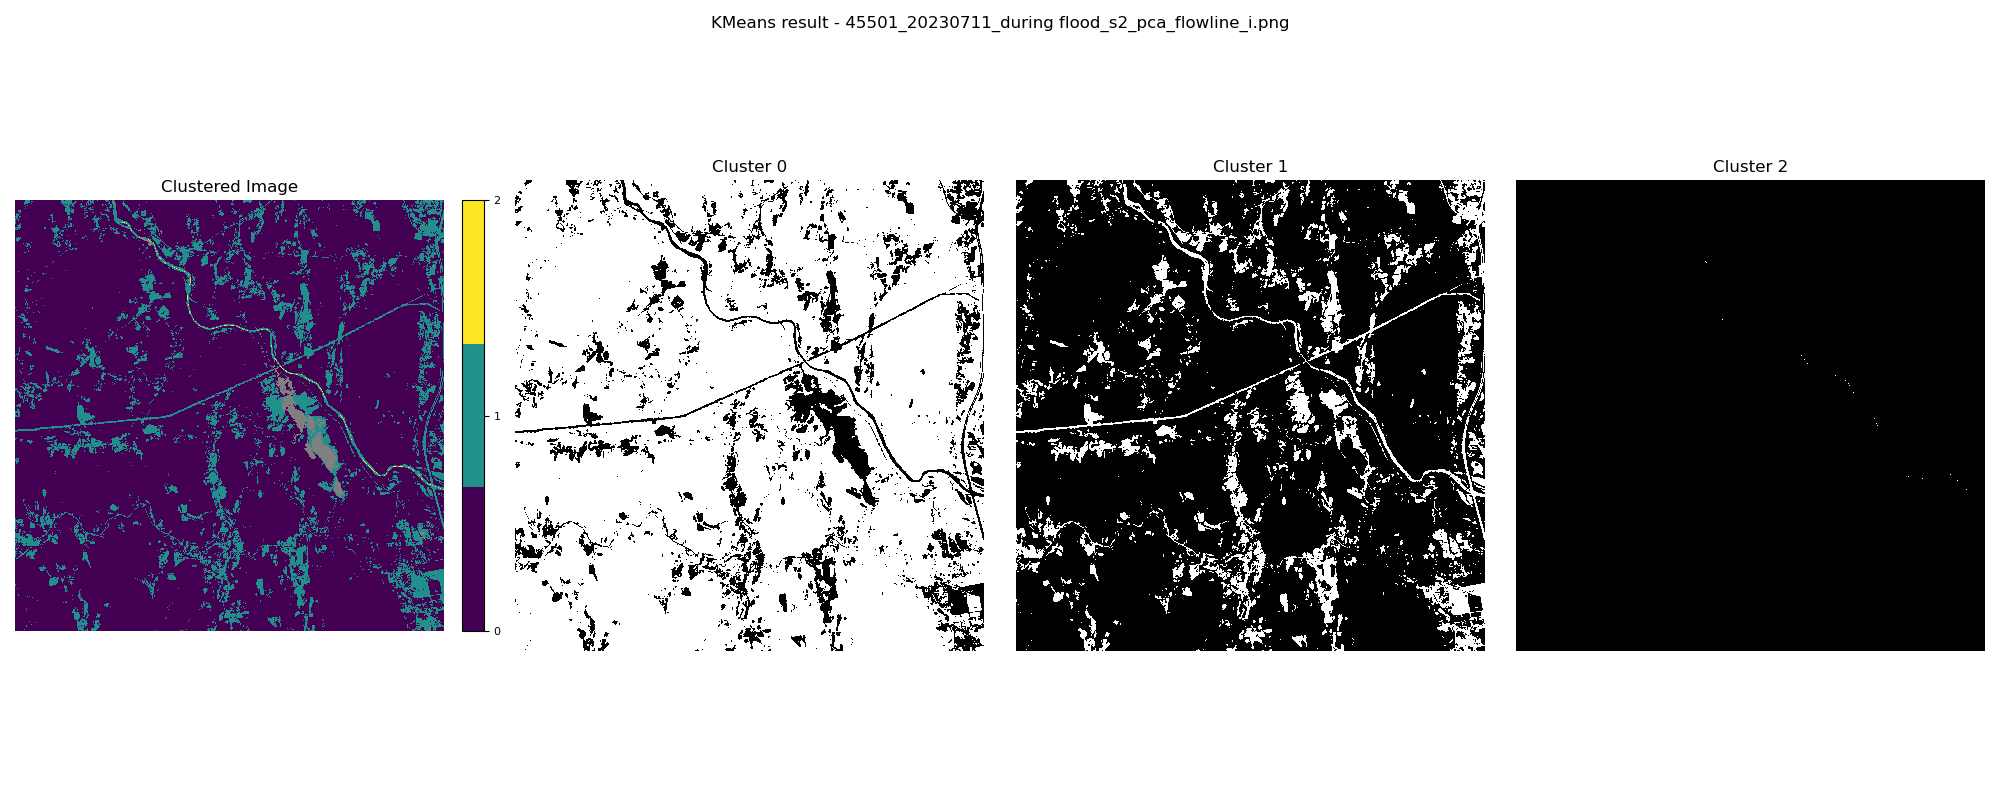 KMeans result - 45501_20230711_during flood_s2_pca_flowline_i.png
Clustered Image
Cluster 0
Cluster 1
Cluster 2
2
1
0